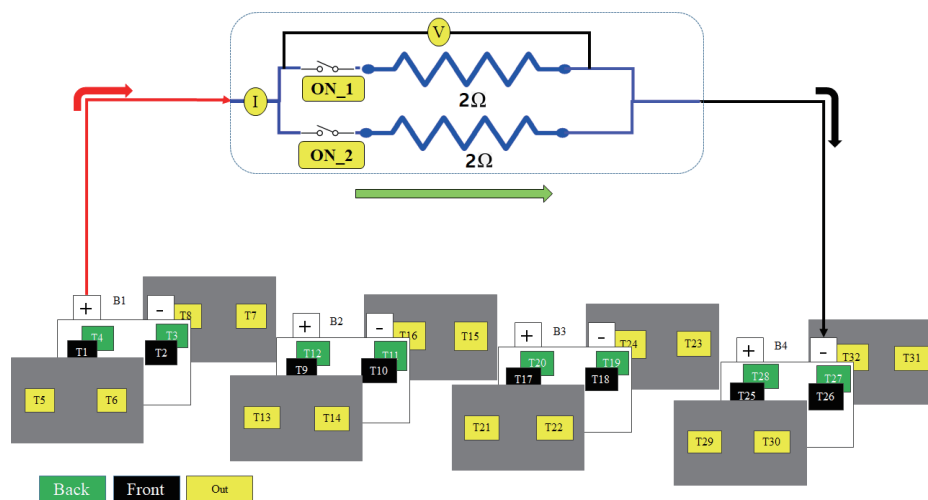 V
ON_1
2Ω
I
ON_2
2Ω
+ B1 -
T8 T7
T4 T3
T1 T2
T5 T6
+ B2 -
T16 T15
T12 T11
T9 T10
T13 T14
+ B3 -
T24 T23
T20 T19
T17 T18
T21 T22
+ B4 -
T32 T31
T28 T27
T25 T26
T29 T30
Back Front Out